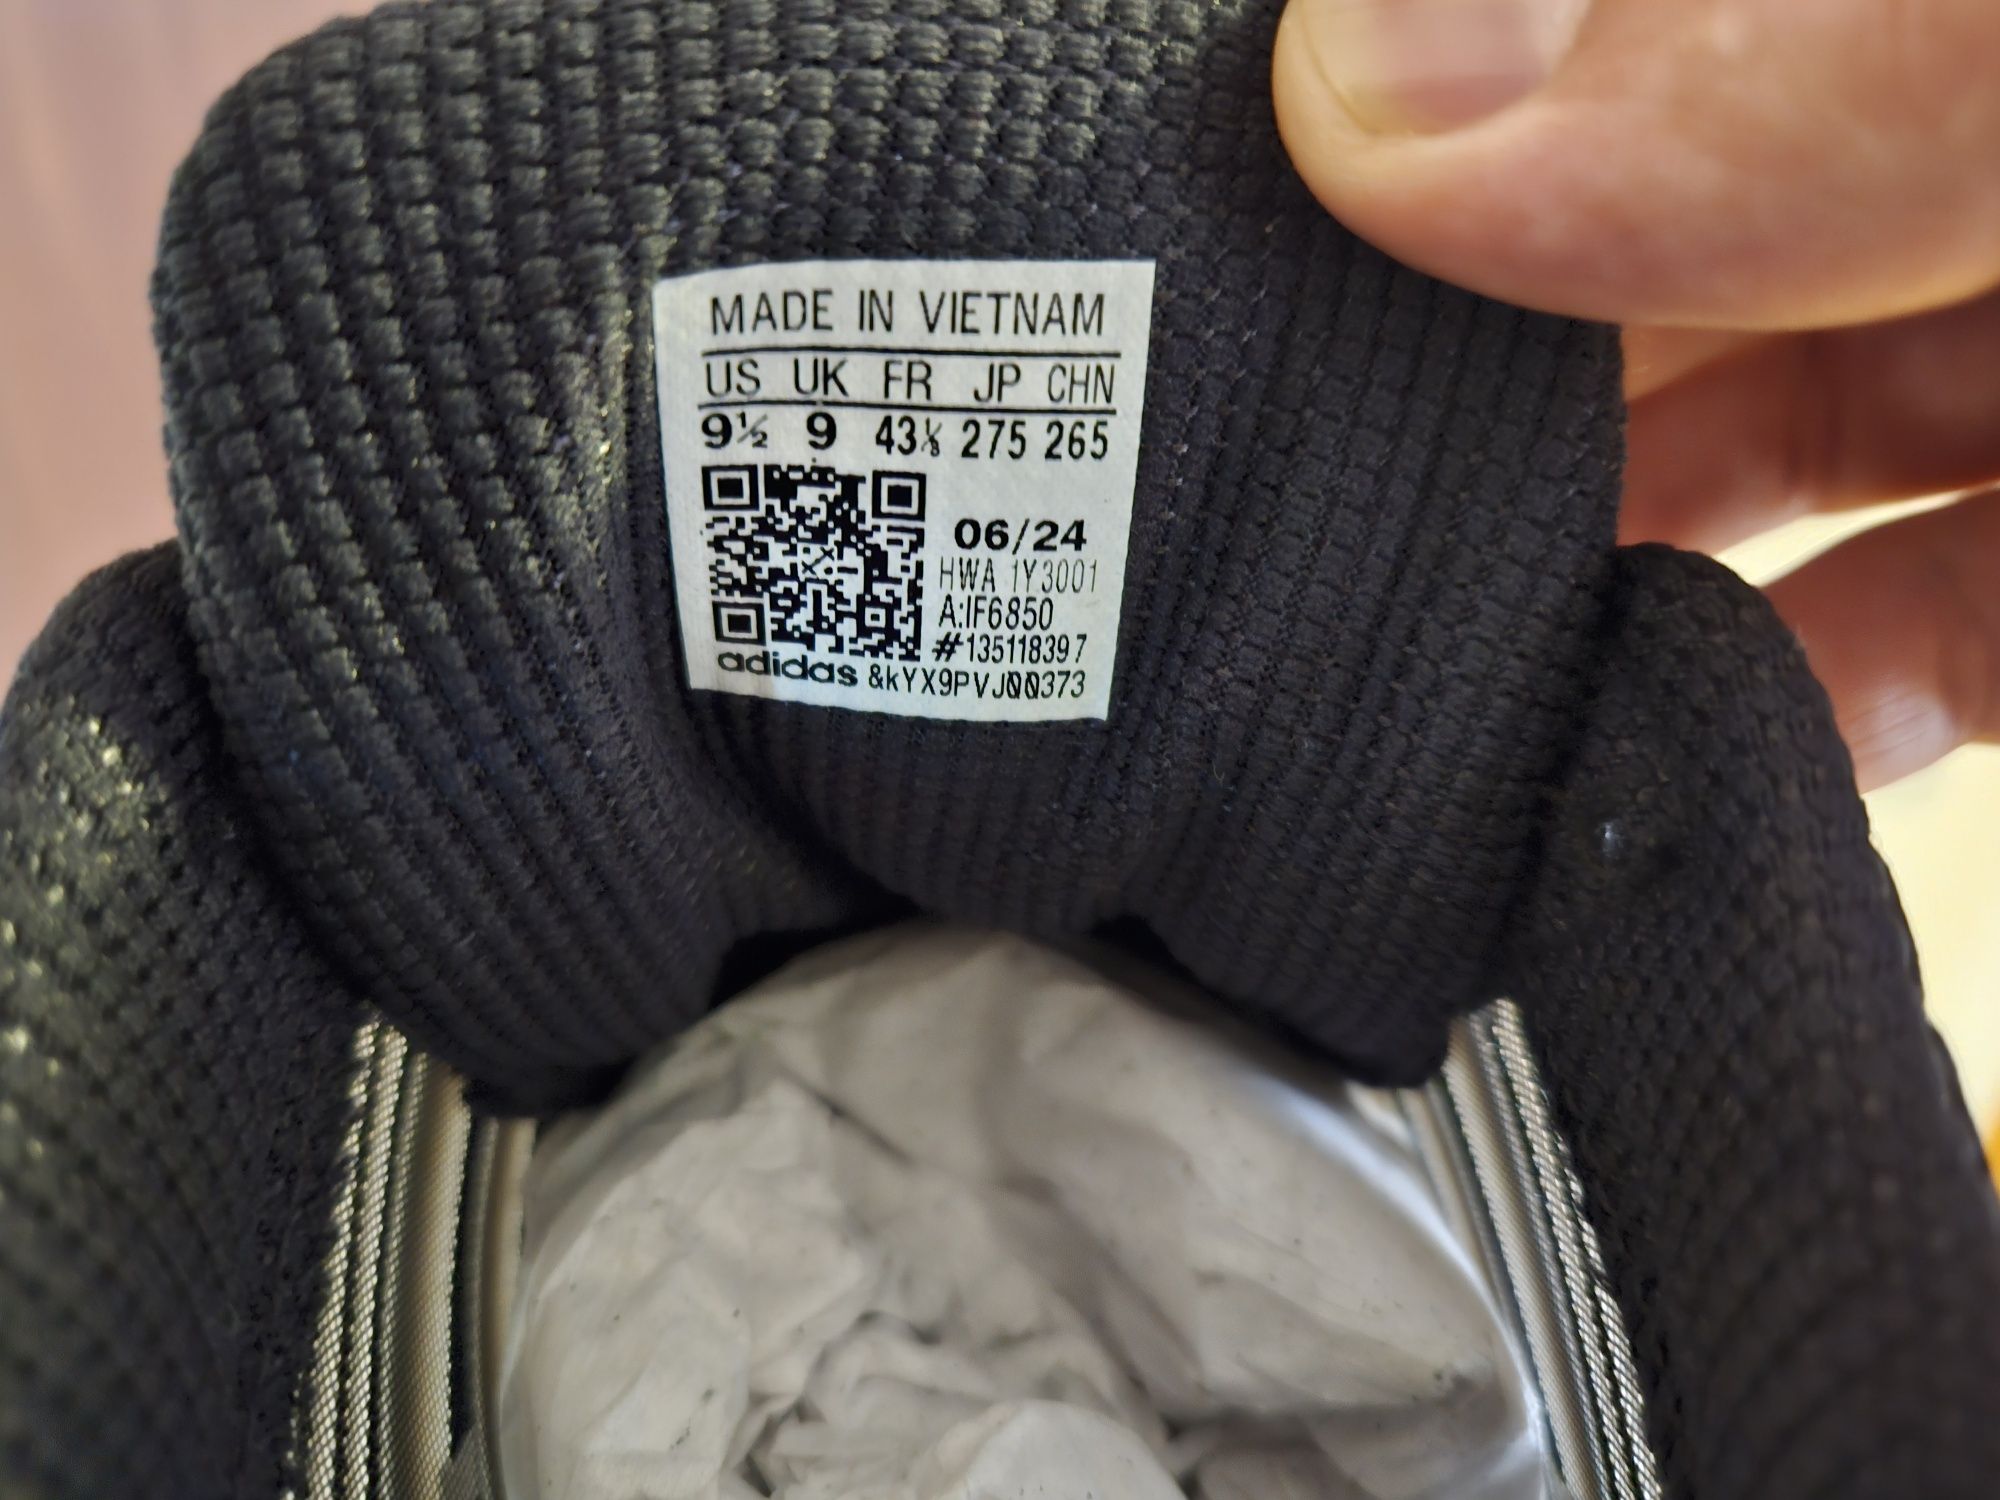 MADE IN VIETNAM
US UK FR JP CHN
9½ 9 43⅓ 275 265
06/24
HWA 1Y3001
A:IF6850
#135118397
adidas &kYX9PVJ00373